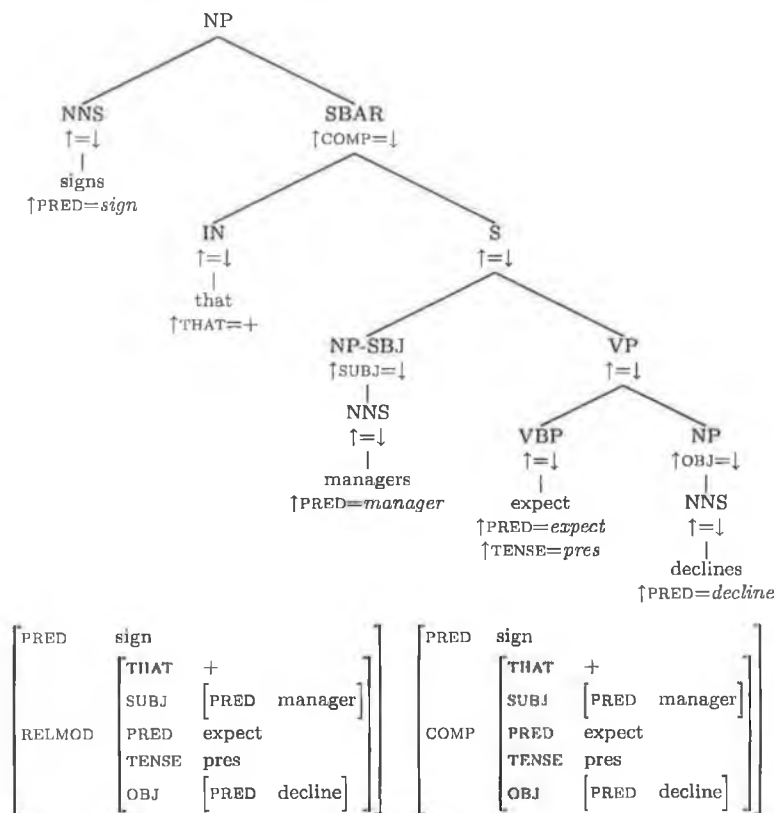 NP
NNS SBAR
↑=↓ ↑COMP=↓
signs
↑PRED=sign
IN S
↑=↓ ↑=↓
that
↑THAT=+
NP-SBJ VP
↑SUBJ=↓ ↑=↓
NNS
↑=↓
VBP NP
↑=↓ ↑OBJ=↓
managers
↑PRED=manager
expect NNS
↑PRED=expect ↑=↓
↑TENSE=pres
declines
↑PRED=decline
PRED sign
RELMOD
THAT +
SUBJ [PRED manager]
PRED expect
TENSE pres
OBJ [PRED decline]
PRED sign
COMP
THAT +
SUBJ [PRED manager]
PRED expect
TENSE pres
OBJ [PRED decline]